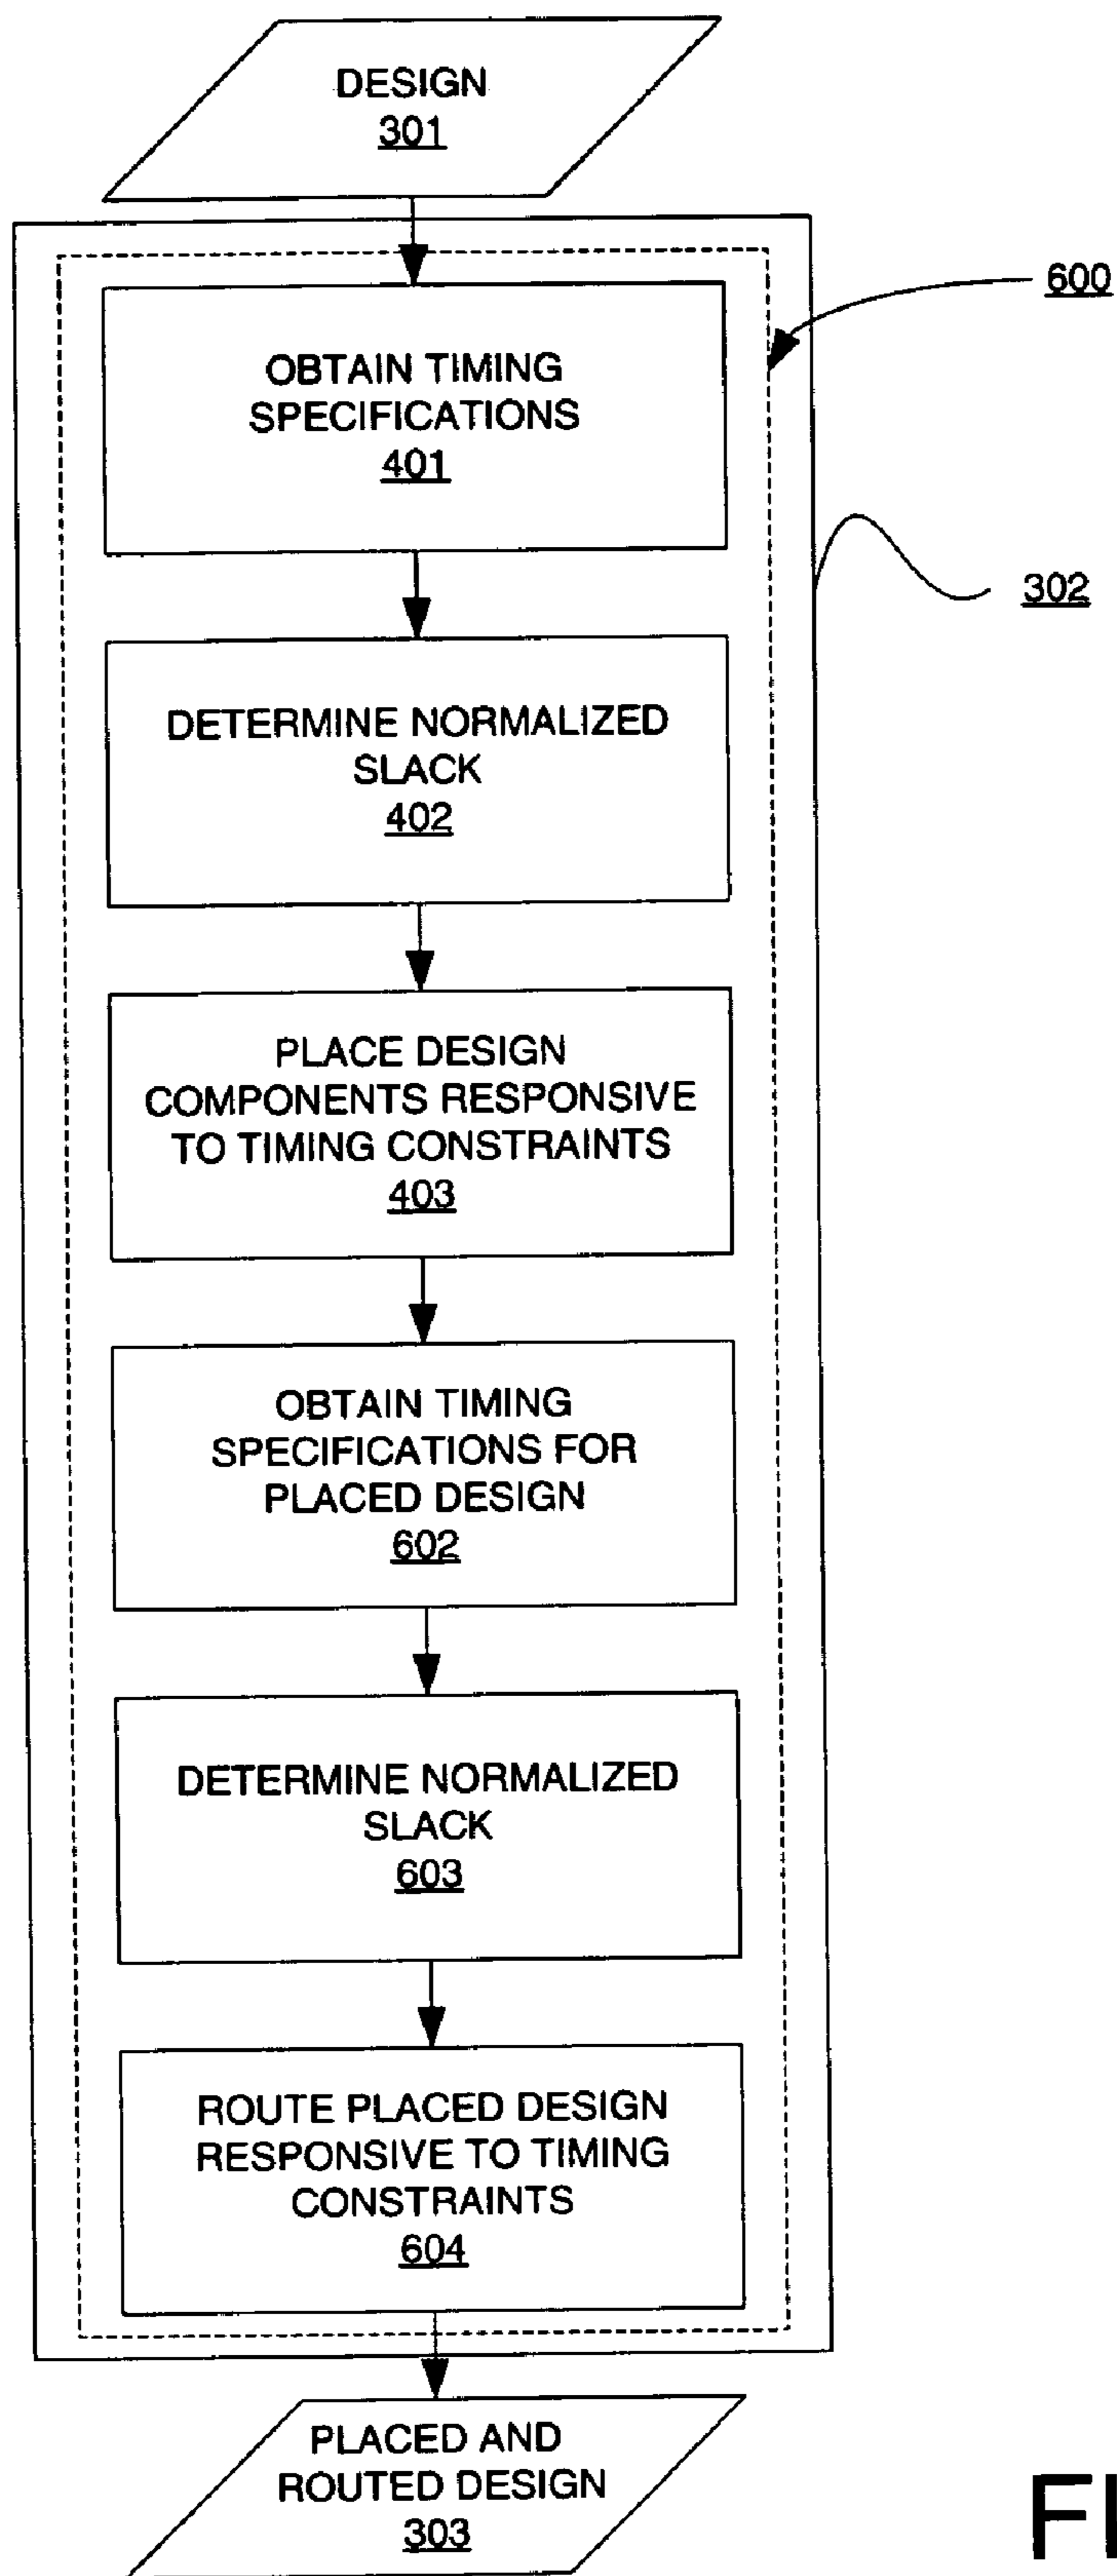 DESIGN
301
600
OBTAIN TIMING
SPECIFICATIONS
401
302
DETERMINE NORMALIZED
SLACK
402
PLACE DESIGN
COMPONENTS RESPONSIVE
TO TIMING CONSTRAINTS
403
OBTAIN TIMING
SPECIFICATIONS FOR
PLACED DESIGN
602
DETERMINE NORMALIZED
SLACK
603
ROUTE PLACED DESIGN
RESPONSIVE TO TIMING
CONSTRAINTS
604
PLACED AND
ROUTED DESIGN
303